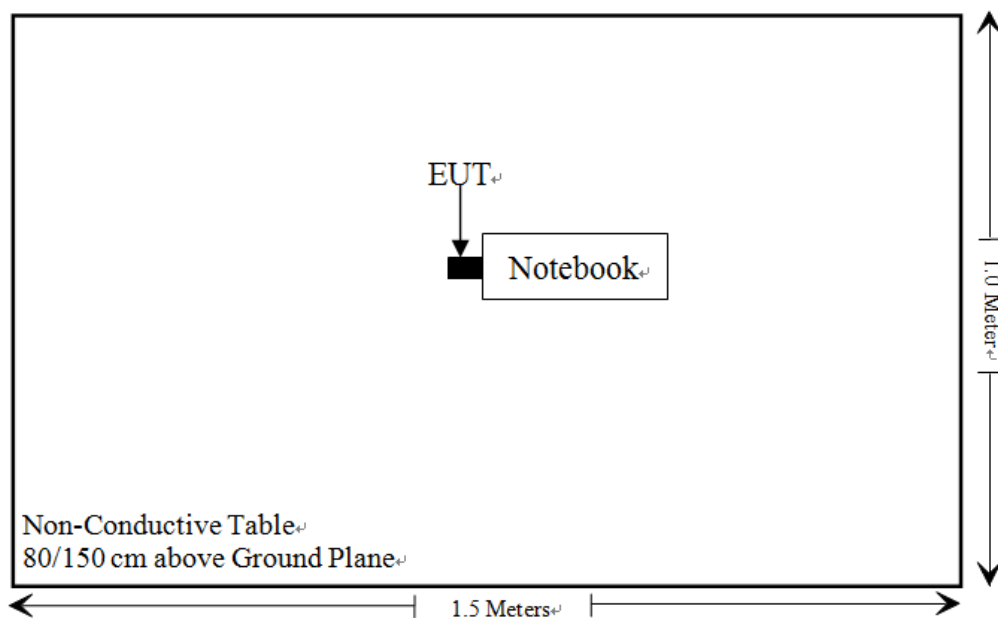 EUT
Notebook
1.0 Meter
Non-Conductive Table
80/150 cm above Ground Plane
1.5 Meters